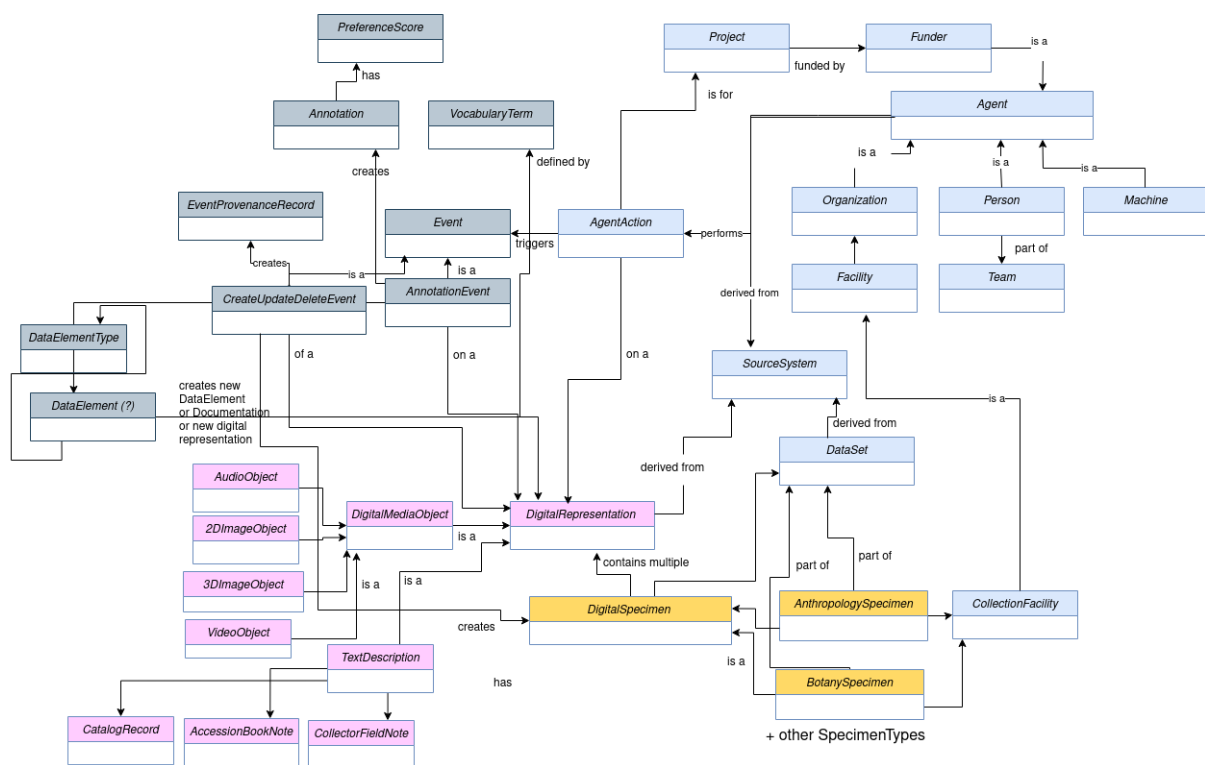 PreferenceScore
Project
Funder
is a
funded by
has
is for
Annotation
VocabularyTerm
Agent
creates
defined by
is a
is a
is a
EventProvenanceRecord
Organization
Person
Machine
Event
AgentAction
triggers
performs
part of
creates
is a
is a
Facility
Team
CreateUpdateDeleteEvent
AnnotationEvent
derived from
DataElementType
of a
on a
on a
SourceSystem
creates new
DataElement
or Documentation
or new digital
representation
DataElement (?)
is a
derived from
DataSet
derived from
AudioObject
DigitalMediaObject
DigitalRepresentation
2DImageObject
is a
contains multiple
part of
part of
3DImageObject
is a
is a
DigitalSpecimen
AnthropologySpecimen
CollectionFacility
VideoObject
creates
TextDescription
is a
has
BotanySpecimen
CatalogRecord
AccessionBookNote
CollectorFieldNote
+ other SpecimenTypes